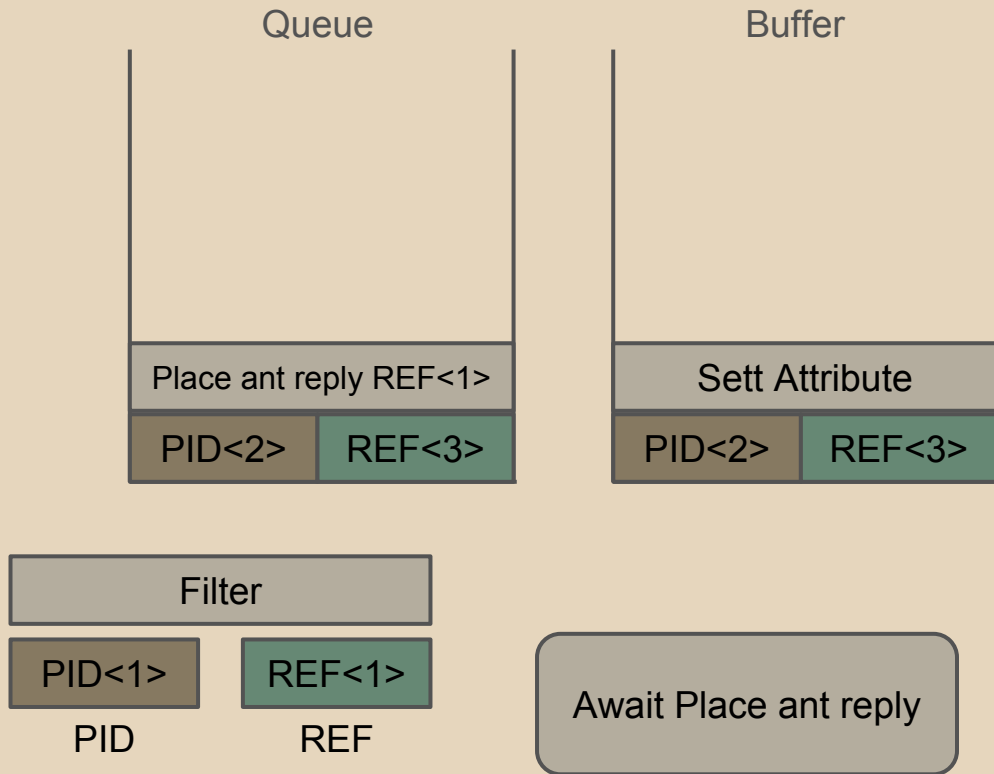 Queue
Buffer
Place ant reply REF<1>
Sett Attribute
PID<2>
REF<3>
PID<2>
REF<3>
Filter
PID<1>
REF<1>
Await Place ant reply
PID
REF